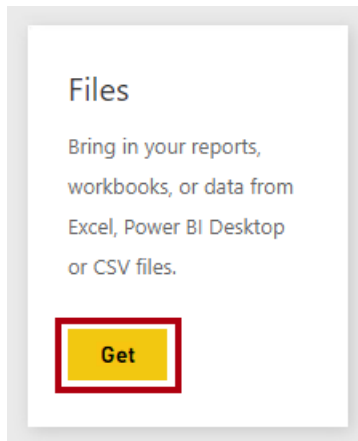 Files
Bring in your reports,
workbooks, or data from
Excel, Power BI Desktop
or CSV files.
Get